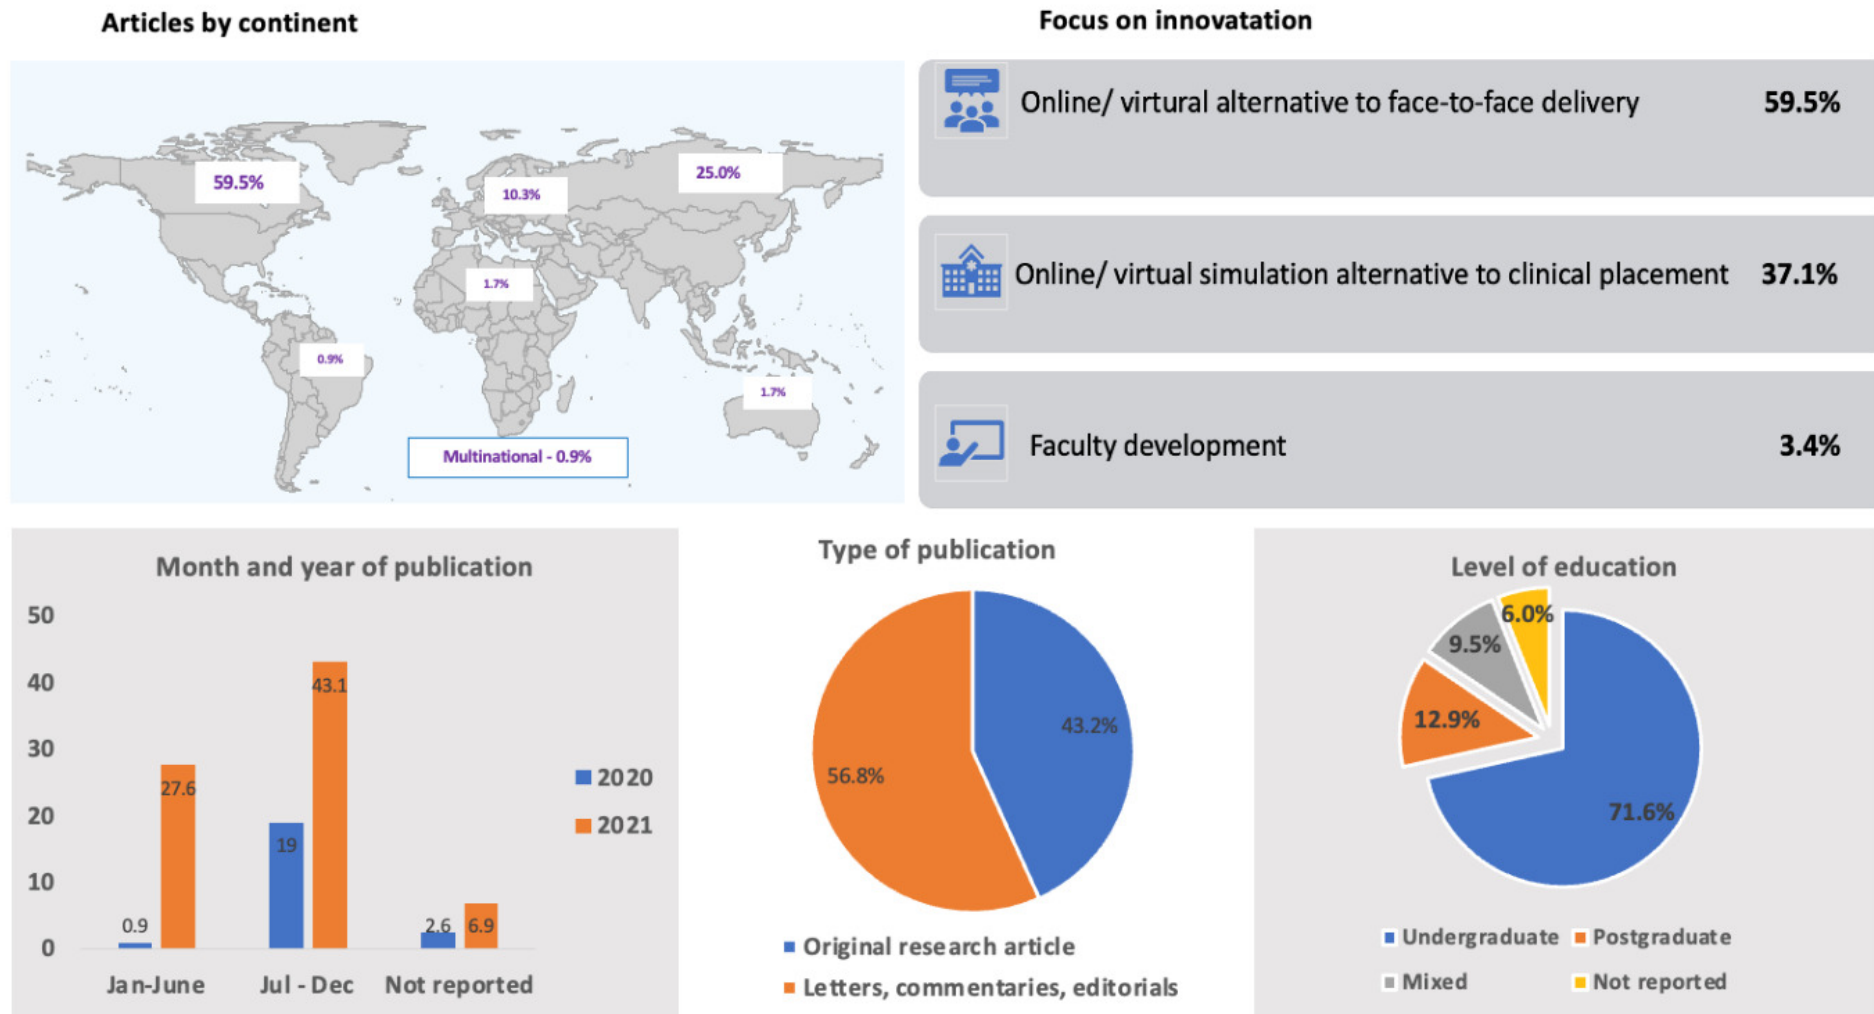 Articles by continent
59.5%
10.3%
25.0%
1.7%
0.9%
1.7%
Multinational - 0.9%
Focus on innovatation
Online/ virtural alternative to face-to-face delivery 59.5%
Online/ virtual simulation alternative to clinical placement 37.1%
Faculty development 3.4%
Month and year of publication
50
40
30
20
10
0
0.9
27.6
19
43.1
2.6
6.9
Jan-June Jul - Dec Not reported
2020
2021
Type of publication
43.2%
56.8%
Original research article
Letters, commentaries, editorials
Level of education
6.0%
9.5%
12.9%
71.6%
Undergraduate Postgraduate
Mixed Not reported